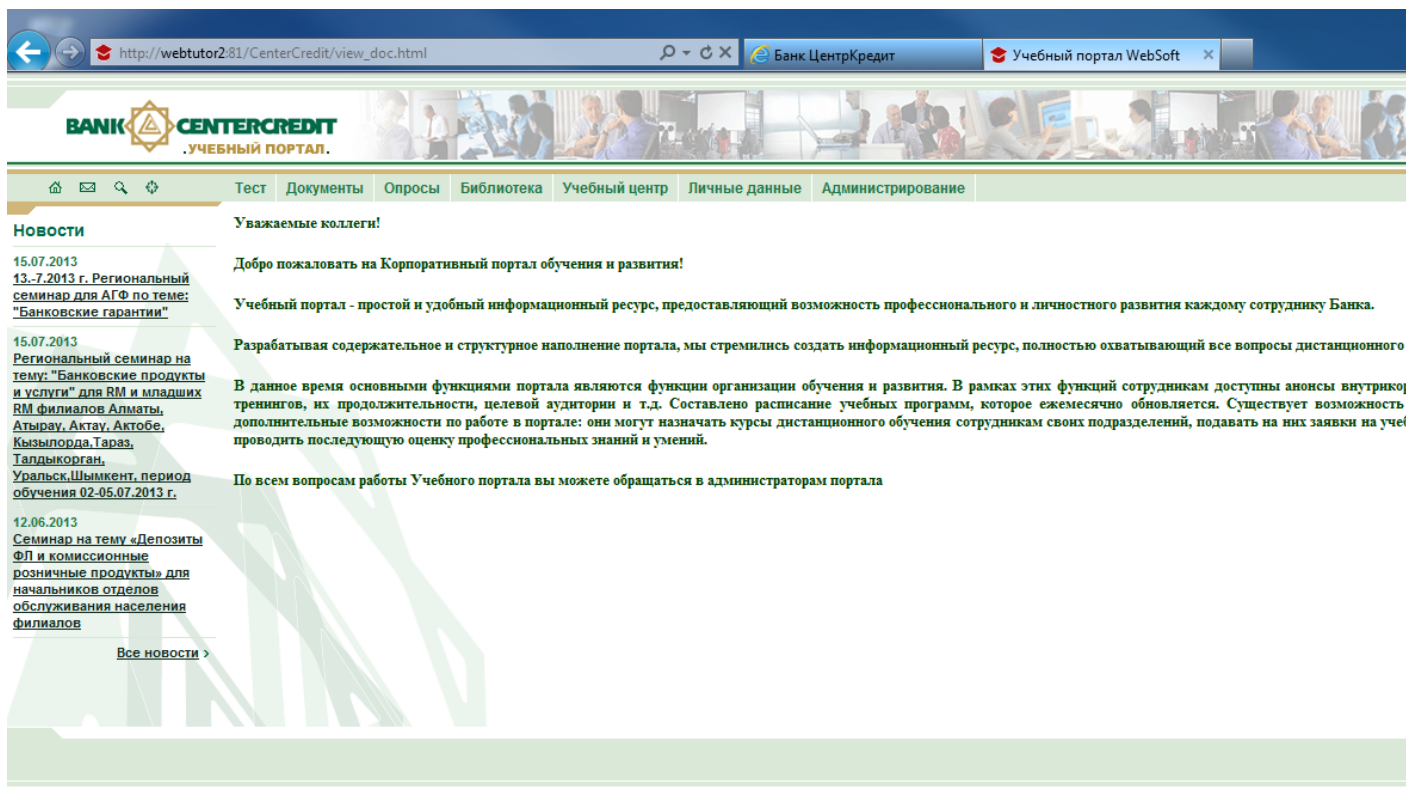 http://webtutor2:81/CenterCredit/view_doc.html
Банк ЦентрКредит
Учебный портал WebSoft
BANK CENTERCREDIT
.УЧЕБНЫЙ ПОРТАЛ.
Тест Документы Опросы Библиотека Учебный центр Личные данные Администрирование
Новости
15.07.2013
13.-7.2013 г. Региональный
семинар для АГФ по теме:
"Банковские гарантии"
15.07.2013
Региональный семинар на
тему: "Банковские продукты
и услуги" для RM и младших
RM филиалов Алматы,
Атырау, Актау, Актобе,
Кызылорда,Тараз,
Талдыкорган,
Уральск,Шымкент, период
обучения 02-05.07.2013 г.
12.06.2013
Семинар на тему «Депозиты
ФЛ и комиссионные
розничные продукты» для
начальников отделов
обслуживания населения
филиалов
Все новости ›
Уважаемые коллеги!
Добро пожаловать на Корпоративный портал обучения и развития!
Учебный портал - простой и удобный информационный ресурс, предоставляющий возможность профессионального и личностного развития каждому сотруднику Банка.
Разрабатывая содержательное и структурное наполнение портала, мы стремились создать информационный ресурс, полностью охватывающий все вопросы дистанционного
В данное время основными функциями портала являются функции организации обучения и развития. В рамках этих функций сотрудникам доступны анонсы внутрикор
тренингов, их продолжительности, целевой аудитории и т.д. Составлено расписание учебных программ, которое ежемесячно обновляется. Существует возможность
дополнительные возможности по работе в портале: они могут назначать курсы дистанционного обучения сотрудникам своих подразделений, подавать на них заявки на уче
проводить последующую оценку профессиональных знаний и умений.
По всем вопросам работы Учебного портала вы можете обращаться в администраторам портала